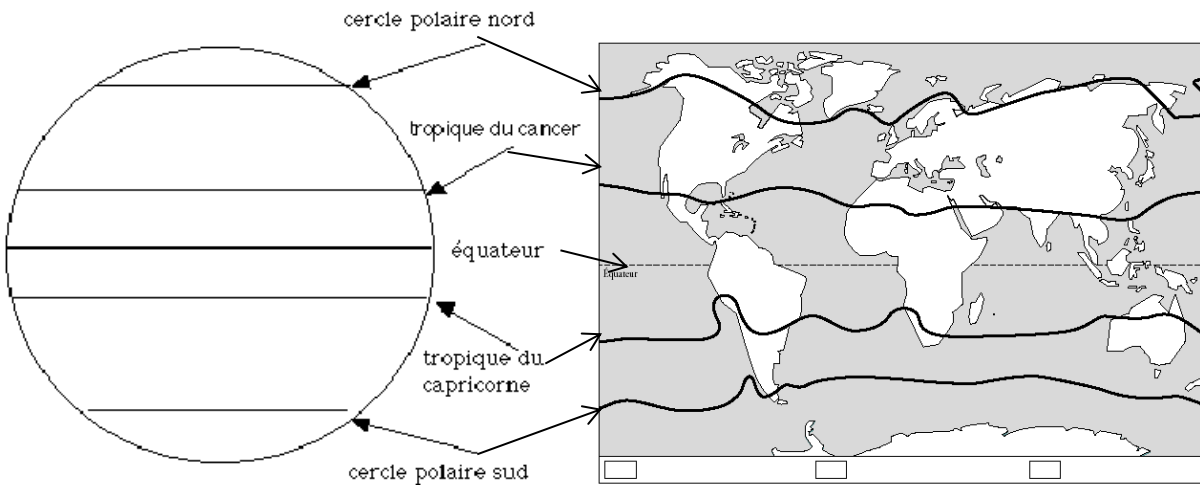 cercle polaire nord
tropique du cancer
équateur
Équateur
tropique du
capricorne
cercle polaire sud